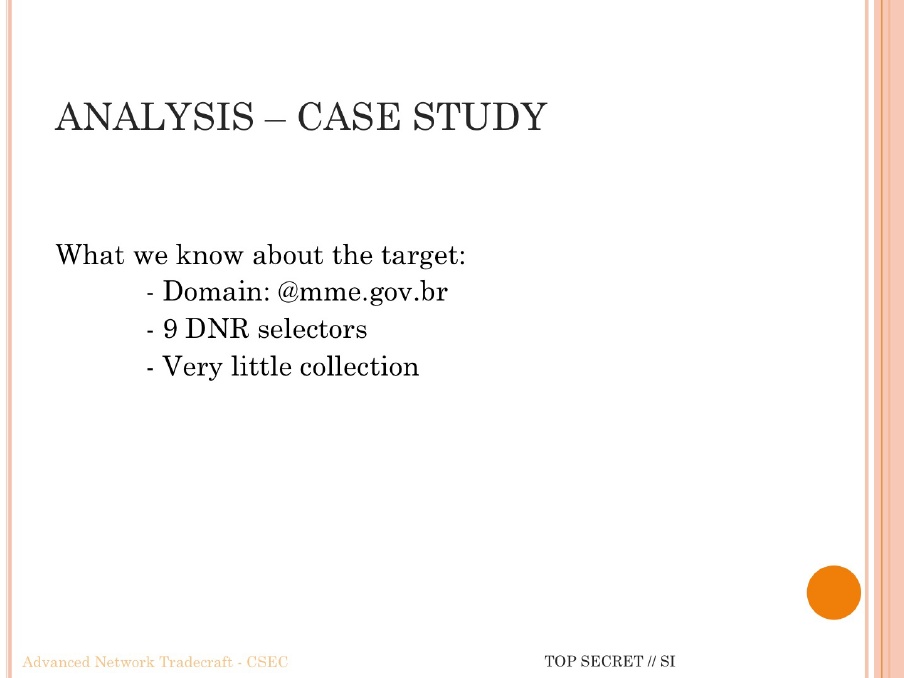 ANALYSIS – CASE STUDY
What we know about the target:
- Domain: @mme.gov.br
- 9 DNR selectors
- Very little collection
Advanced Network Tradecraft - CSEC
TOP SECRET // SI